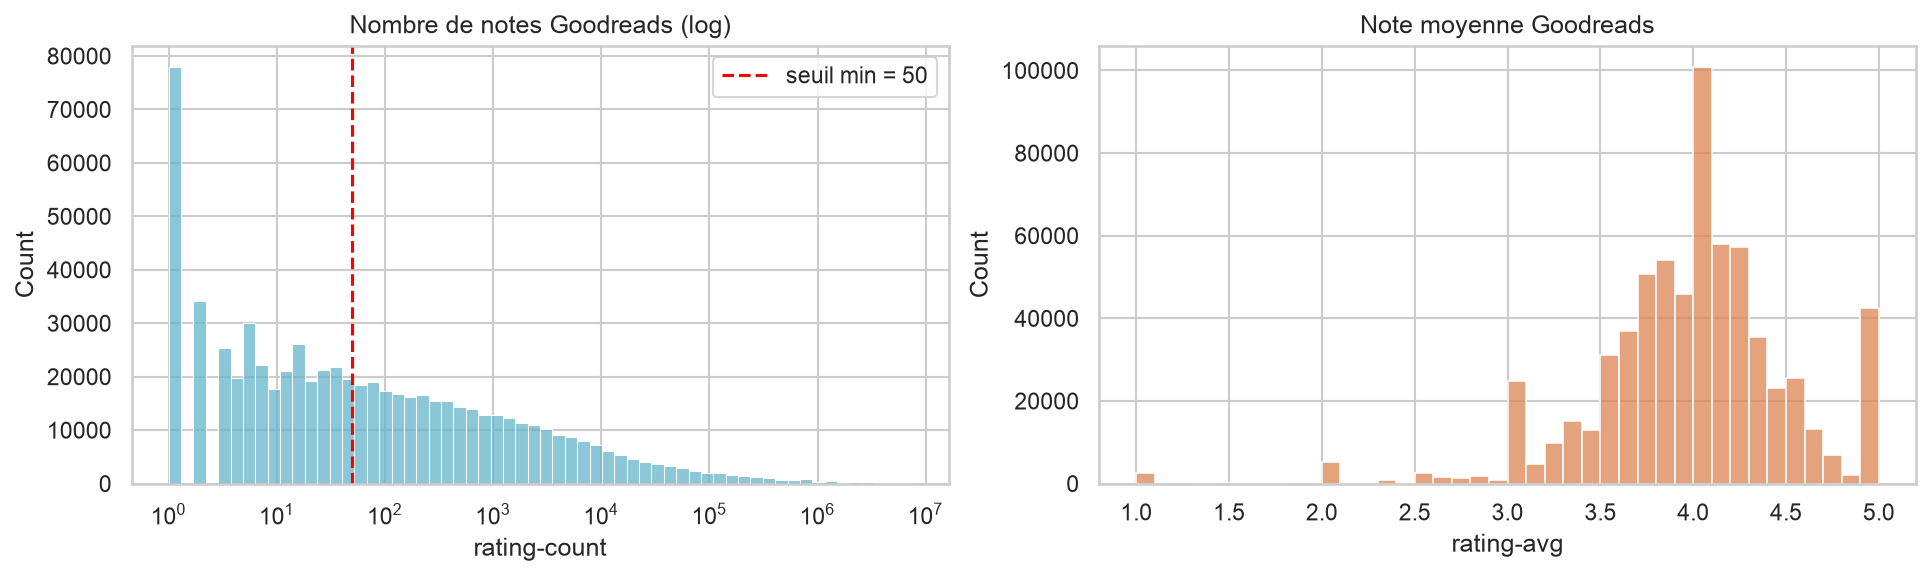 Nombre de notes Goodreads (log)
seuil min = 50
80000
70000
60000
50000
40000
30000
20000
10000
0
Count
10⁰ 10¹ 10² 10³ 10⁴ 10⁵ 10⁶ 10⁷
rating-count
Note moyenne Goodreads
100000
80000
60000
40000
20000
0
Count
1.0 1.5 2.0 2.5 3.0 3.5 4.0 4.5 5.0
rating-avg